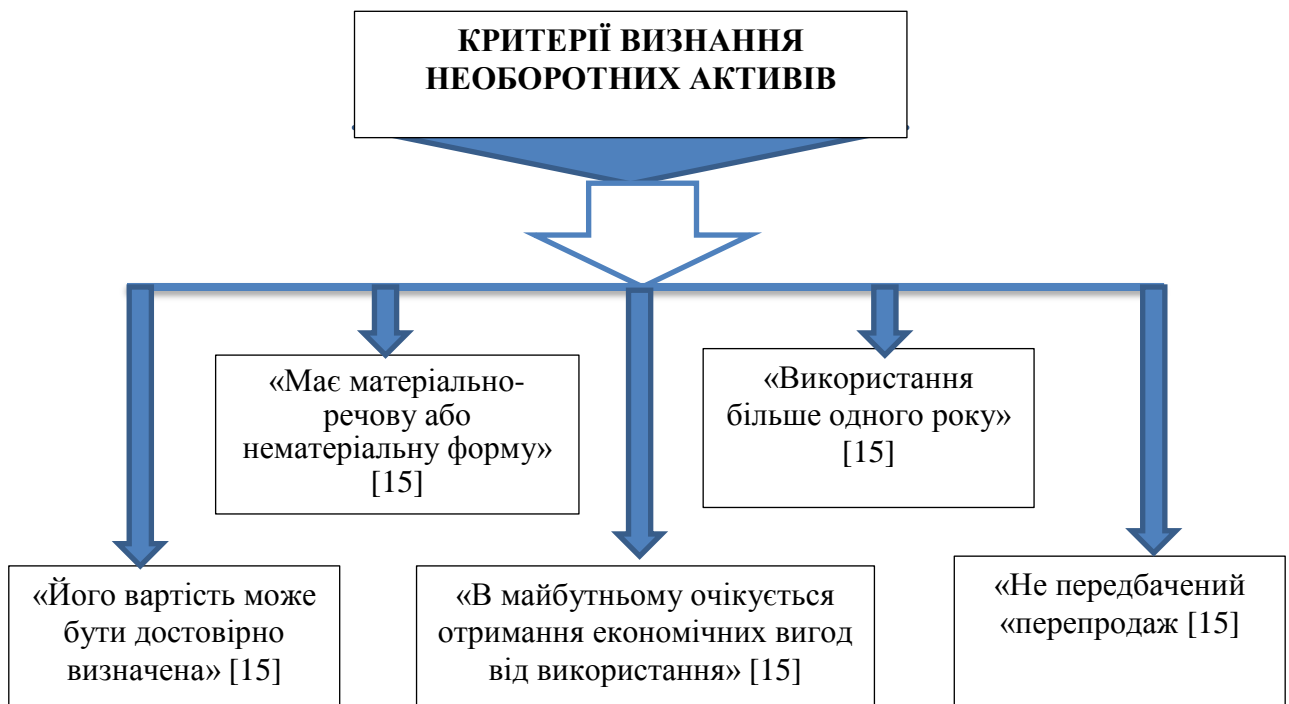 КРИТЕРІЇ ВИЗНАННЯ
НЕОБОРОТНИХ АКТИВІВ
«Має матеріально-
речову або
нематеріальну форму»
[15]
«Використання
більше одного року»
[15]
«Його вартість може
бути достовірно
визначена» [15]
«В майбутньому очікується
отримання економічних вигод
від використання» [15]
«Не передбачений
«перепродаж [15]